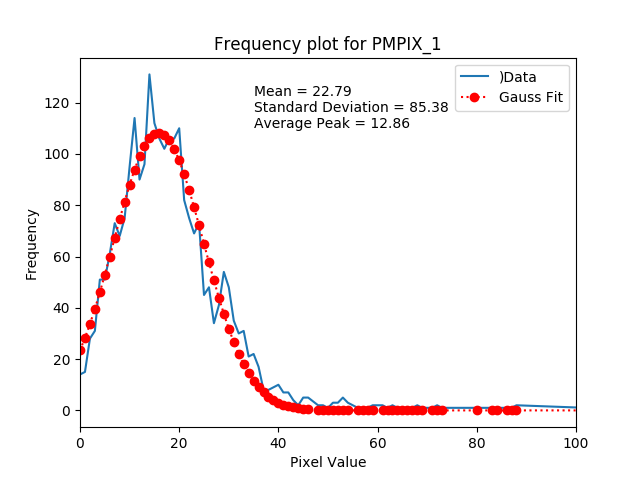 Frequency plot for PMPIX_1
)Data
Gauss Fit
Mean = 22.79
Standard Deviation = 85.38
Average Peak = 12.86
Frequency
120
100
80
60
40
20
0
0 20 40 60 80 100
Pixel Value